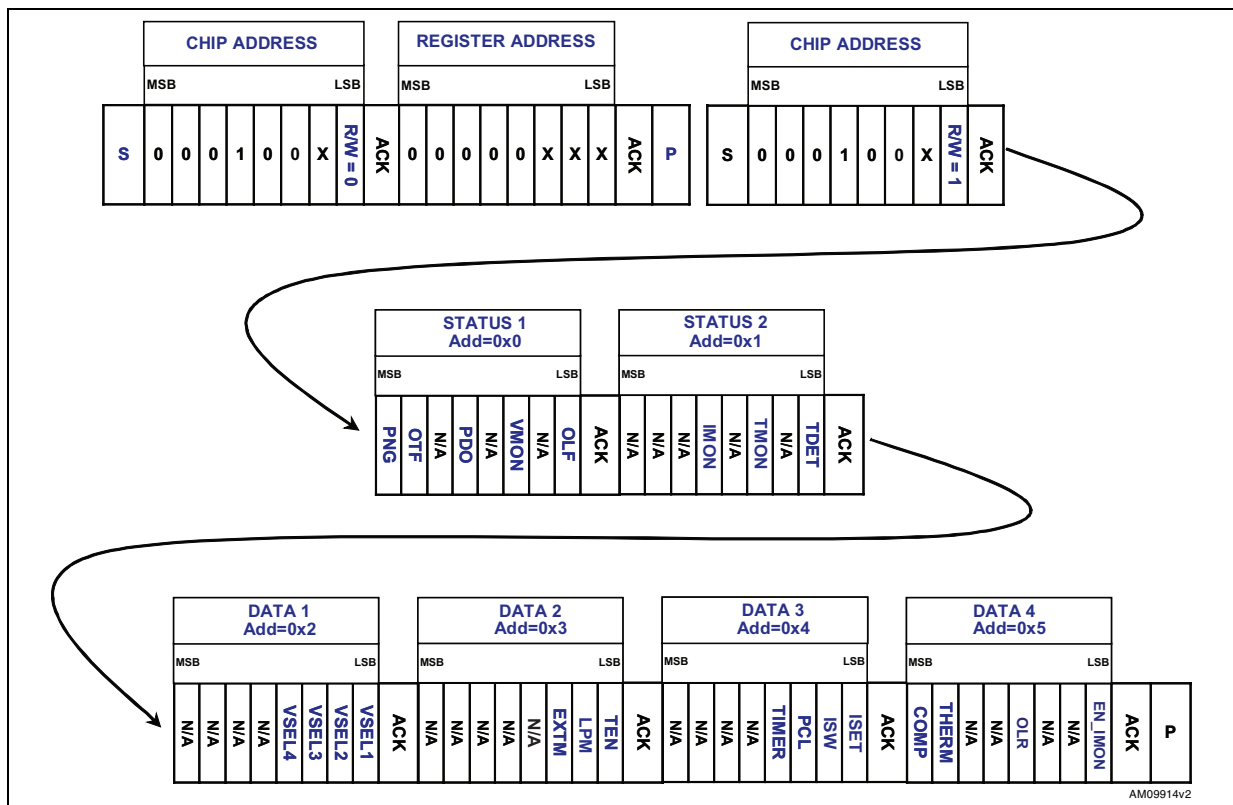 CHIP ADDRESS
MSB LSB
S 0 0 0 1 0 0 X R/W = 0 ACK
REGISTER ADDRESS
MSB LSB
0 0 0 0 0 X X X ACK P
CHIP ADDRESS
MSB LSB
S 0 0 0 1 0 0 X R/W = 1 ACK
STATUS 1
Add=0x0
MSB LSB
PNG OTF N/A PDO N/A VMON N/A OLF ACK
STATUS 2
Add=0x1
MSB LSB
N/A N/A N/A IMON N/A TMON N/A TDET ACK
DATA 1
Add=0x2
MSB LSB
N/A N/A N/A N/A VSEL4 VSEL3 VSEL2 VSEL1 ACK
DATA 2
Add=0x3
MSB LSB
N/A N/A N/A N/A N/A EXTM LPM TEN ACK
DATA 3
Add=0x4
MSB LSB
N/A N/A N/A N/A TIMER PCL ISW ISET ACK
DATA 4
Add=0x5
MSB LSB
COMP THERM N/A N/A OLR N/A N/A EN_IMON ACK P
AM09914v2